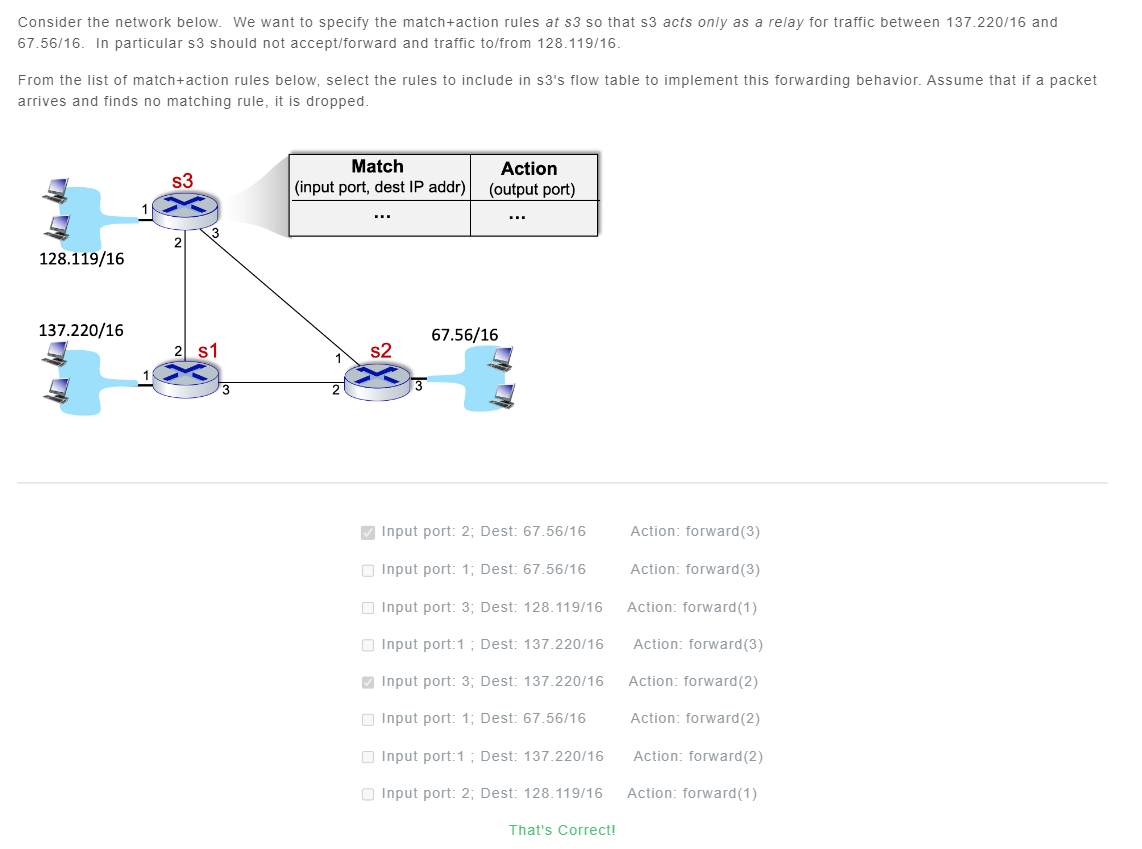 Consider the network below.  We want to specify the match+action rules at s3 so that s3 acts only as a relay for traffic between 137.220/16 and
67.56/16.  In particular s3 should not accept/forward and traffic to/from 128.119/16.
From the list of match+action rules below, select the rules to include in s3's flow table to implement this forwarding behavior. Assume that if a packet
arrives and finds no matching rule, it is dropped.
Match Action
(input port, dest IP addr) (output port)
... ...
s3
1
2
3
128.119/16
137.220/16
67.56/16
2 s1
1
3
1 s2
2
3
Input port: 2; Dest: 67.56/16 Action: forward(3)
Input port: 1; Dest: 67.56/16 Action: forward(3)
Input port: 3; Dest: 128.119/16 Action: forward(1)
Input port:1 ; Dest: 137.220/16 Action: forward(3)
Input port: 3; Dest: 137.220/16 Action: forward(2)
Input port: 1; Dest: 67.56/16 Action: forward(2)
Input port:1 ; Dest: 137.220/16 Action: forward(2)
Input port: 2; Dest: 128.119/16 Action: forward(1)
That's Correct!